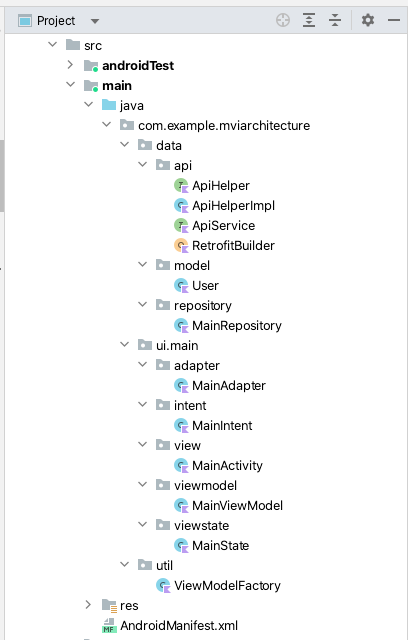 Project
src
androidTest
main
java
com.example.mviarchitecture
data
api
ApiHelper
ApiHelperImpl
ApiService
RetrofitBuilder
model
User
repository
MainRepository
ui.main
adapter
MainAdapter
intent
MainIntent
view
MainActivity
viewmodel
MainViewModel
viewstate
MainState
util
ViewModelFactory
res
MF AndroidManifest.xml